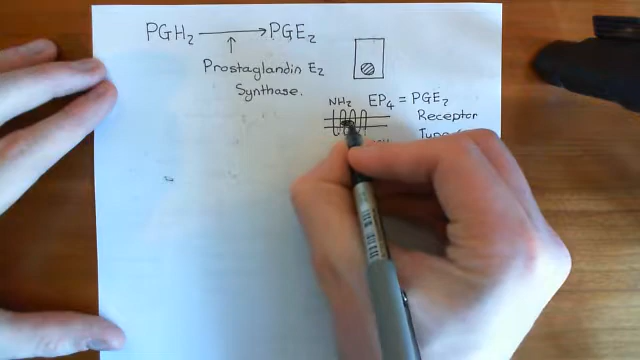 PGH₂ → PGE₂
Prostaglandin E₂
Synthase.
NH₂ EP₄ = PGE₂
Receptor